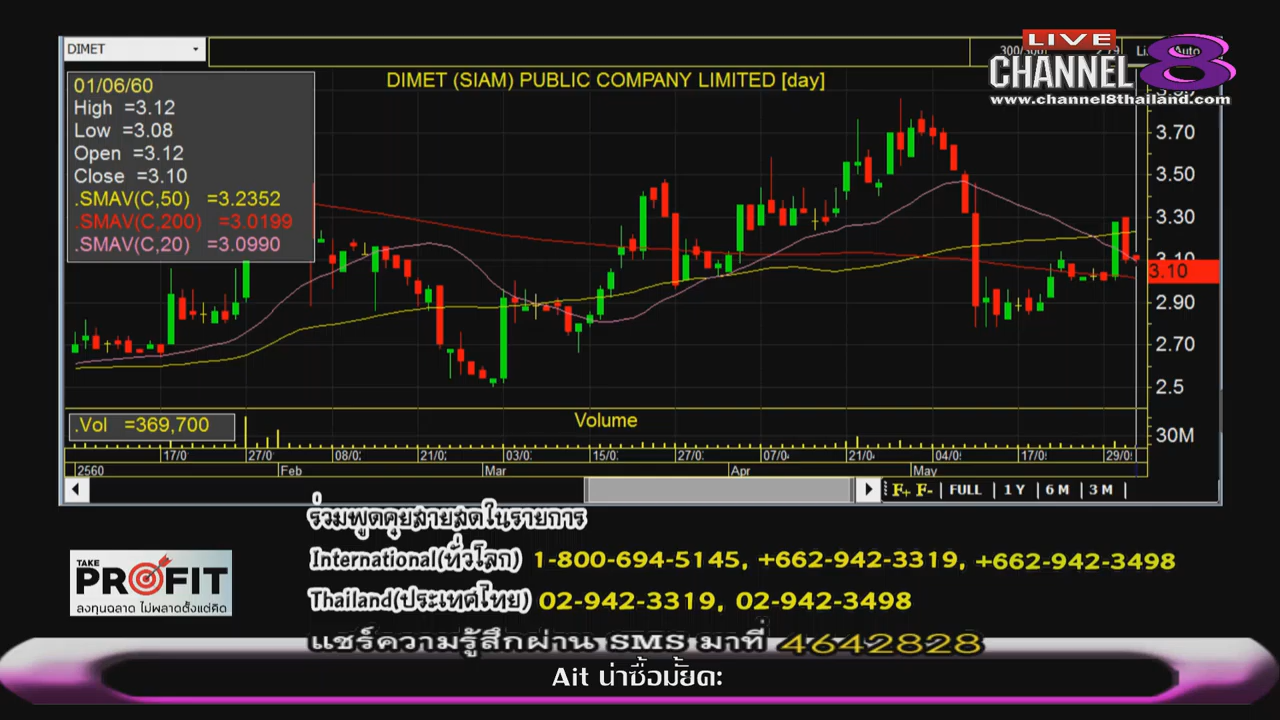 DIMET
LIVE
CHANNEL 8
www.channel8thailand.com
DIMET (SIAM) PUBLIC COMPANY LIMITED [day]
01/06/60
High =3.12
Low =3.08
Open =3.12
Close =3.10
.SMAV(C,50) =3.2352
.SMAV(C,200) =3.0199
.SMAV(C,20) =3.0990
3.70
3.50
3.30
3.10
3.10
2.90
2.70
2.5
.Vol =369,700
Volume
30M
17/0 27/0 08/0 21/0 03/0 15/0 27/0 07/0 21/0 04/0 17/0 29/0
2560 Feb Mar Apr May
F+ F- | FULL | 1 Y | 6 M | 3 M |
ร่วมพูดคุยสายสดในรายการ
International(ทั่วโลก) 1-800-694-5145, +662-942-3319, +662-942-3498
Thailand(ประเทศไทย) 02-942-3319, 02-942-3498
แชร์ความรู้สึกผ่าน SMS มาที่ 4642828
TAKE
PROFIT
ลงทุนฉลาด ไม่พลาดตั้งแต่คิด
Ait น่าซื้อมั้ยคะ